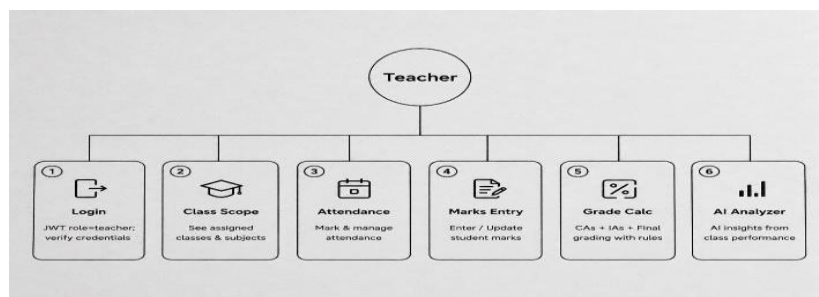 Teacher
1
Login
JWT role=teacher;
verify credentials
2
Class Scope
See assigned
classes & subjects
3
Attendance
Mark & manage
attendance
4
Marks Entry
Enter / Update
student marks
5
Grade Calc
CAs + IAs + Final
grading with rules
6
AI Analyzer
AI insights from
class performance